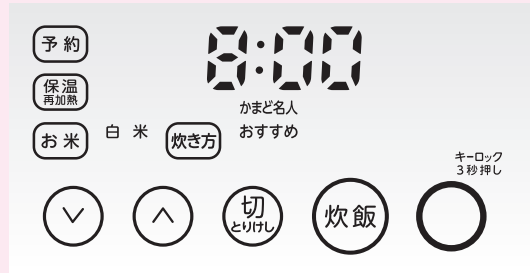 予約
8:00
保温
再加熱
かまど名人
お米 白米 炊き方 おすすめ
キーロック
3秒押し
切
とりけし
炊飯